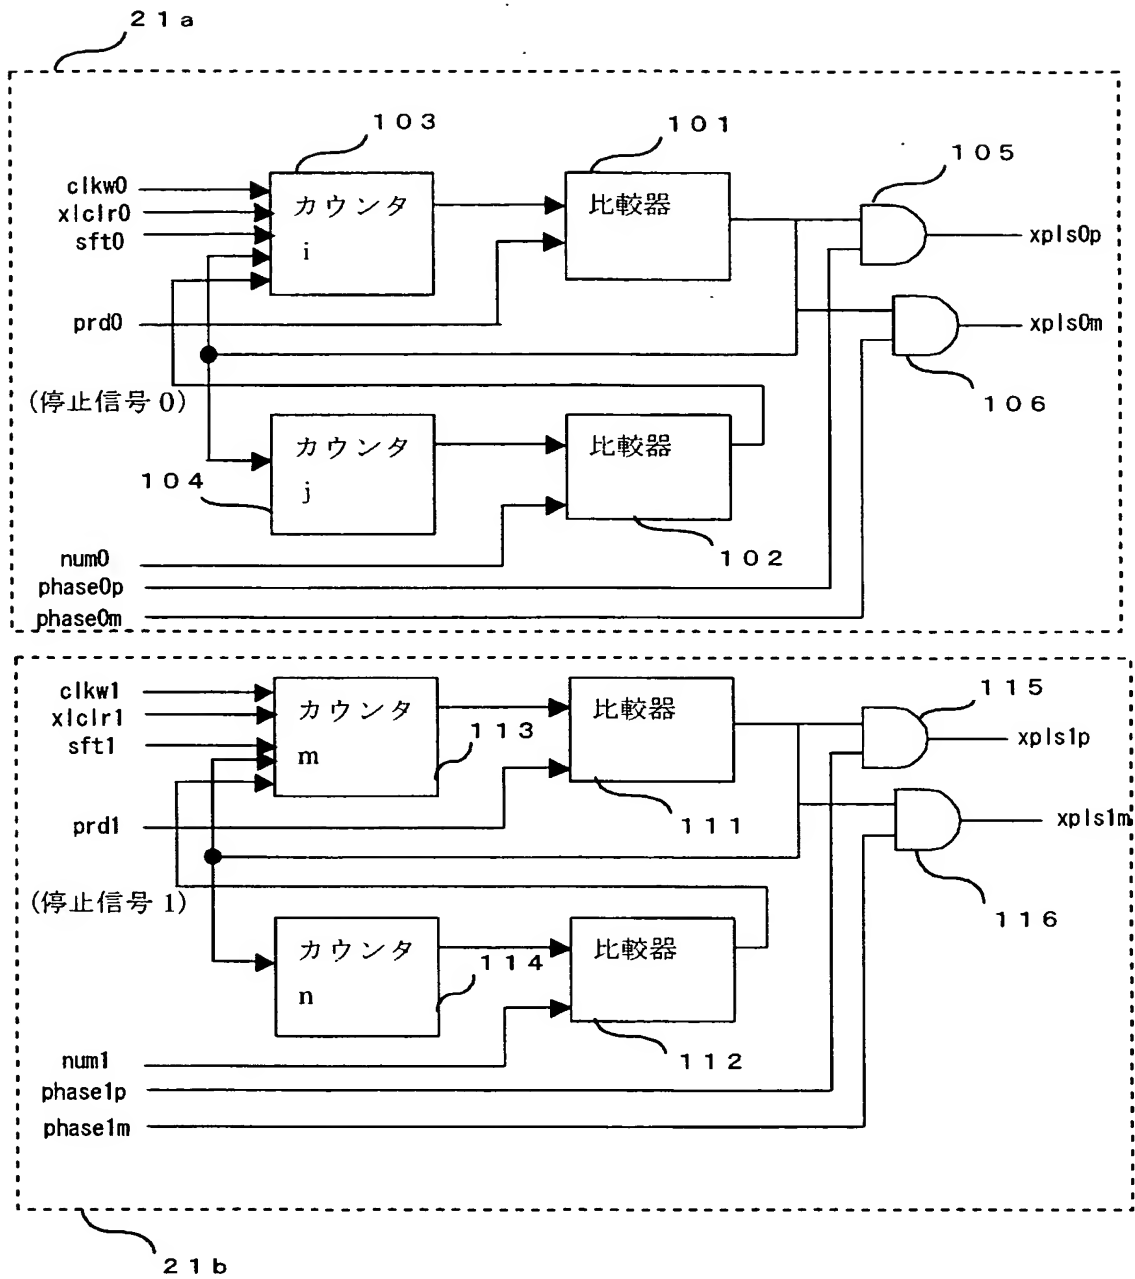 21a
103
101
105
clkw0
xlclr0
sft0
カウンタ
i
比較器
xpls0p
prd0
xpls0m
106
(停止信号0)
カウンタ
j
比較器
104
102
num0
phase0p
phase0m
clkw1
xlclr1
sft1
カウンタ
m
113
比較器
115
xpls1p
prd1
111
xpls1m
(停止信号1)
116
カウンタ
n
114
比較器
num1
112
phase1p
phase1m
21b